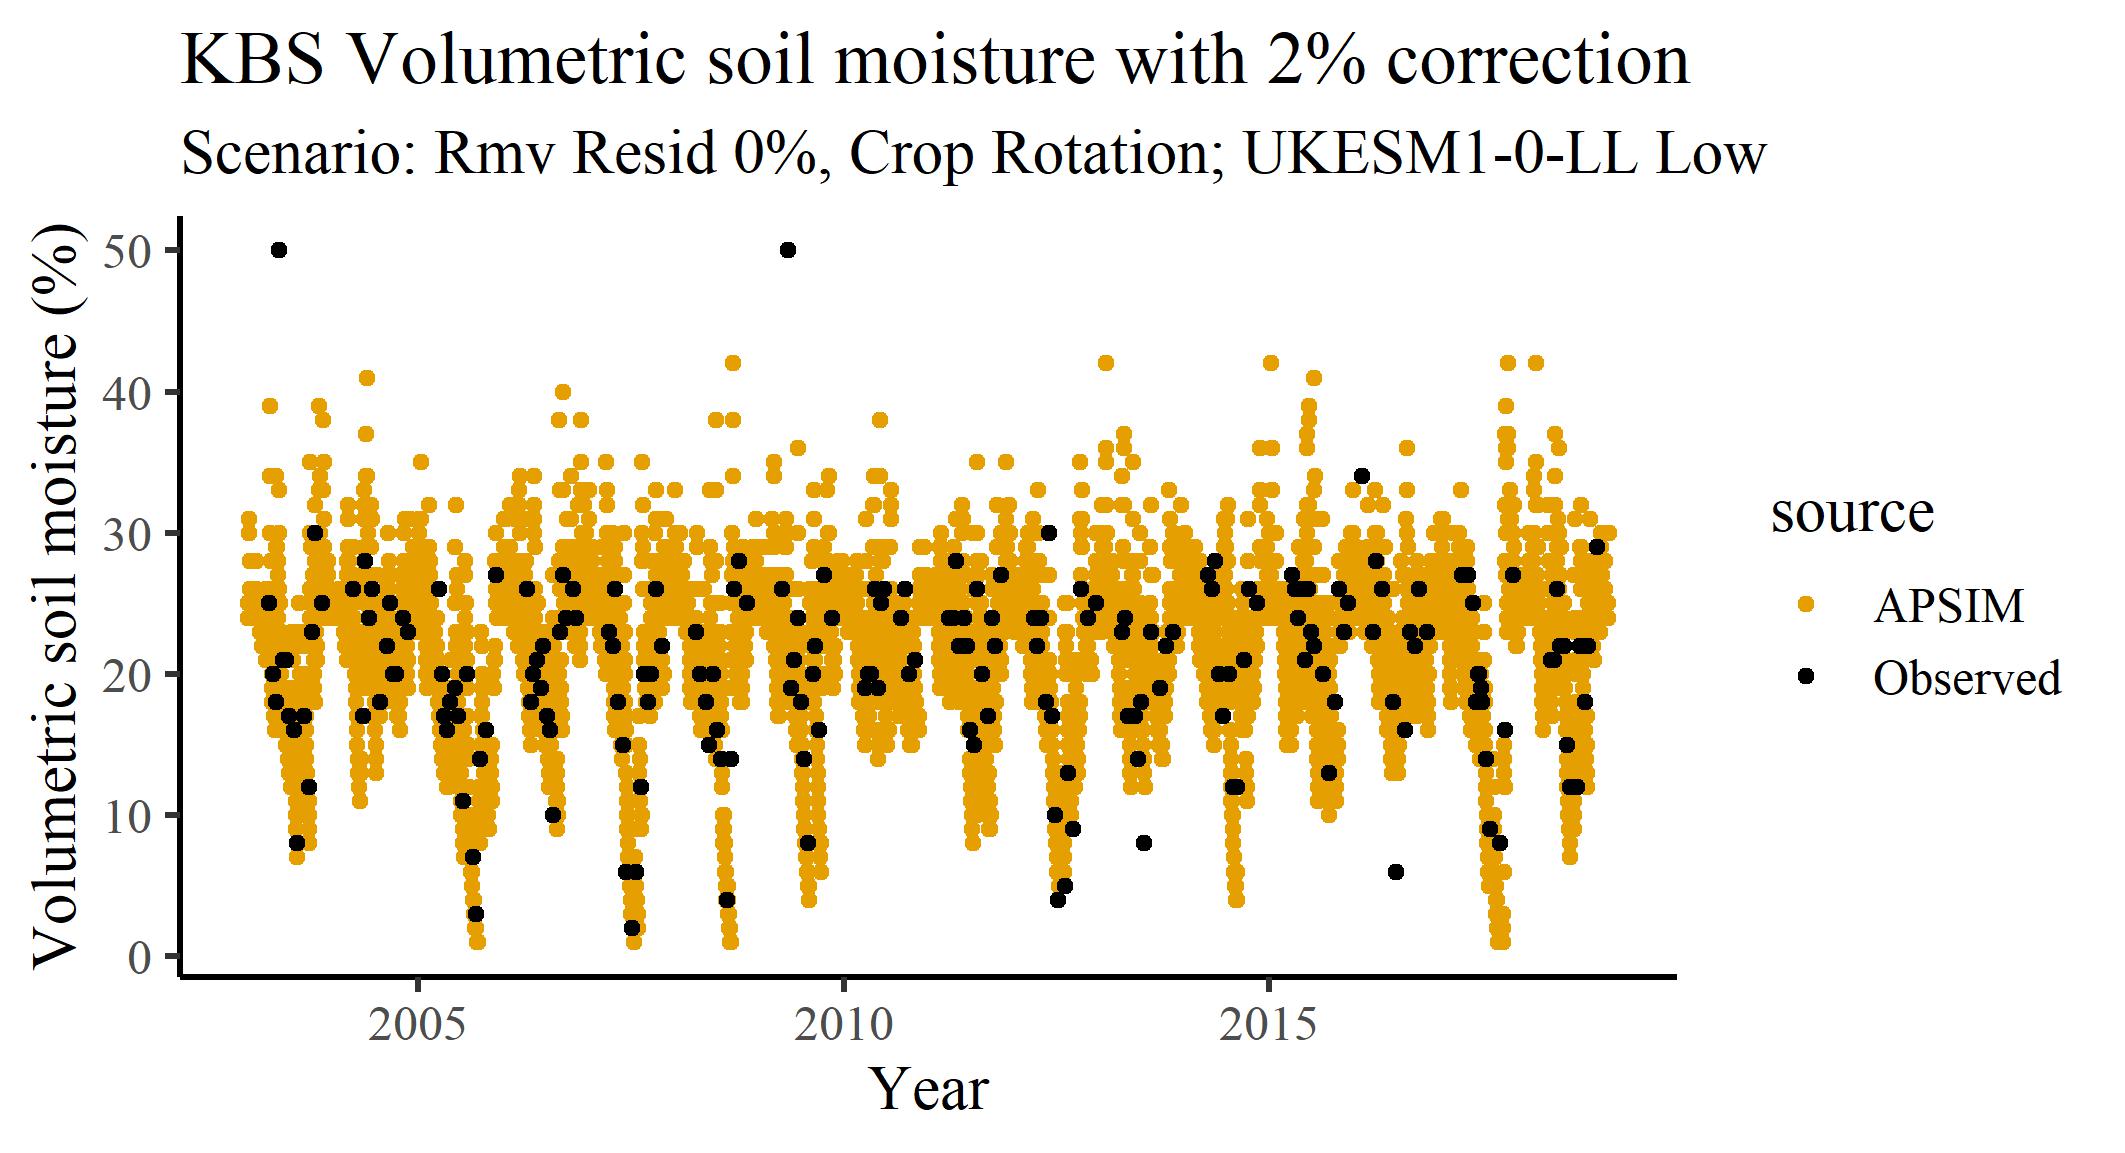 KBS Volumetric soil moisture with 2% correction
Scenario: Rmv Resid 0%, Crop Rotation; UKESM1-0-LL Low
Volumetric soil moisture (%)
50
40
30
20
10
0
2005
2010
2015
Year
source
APSIM
Observed